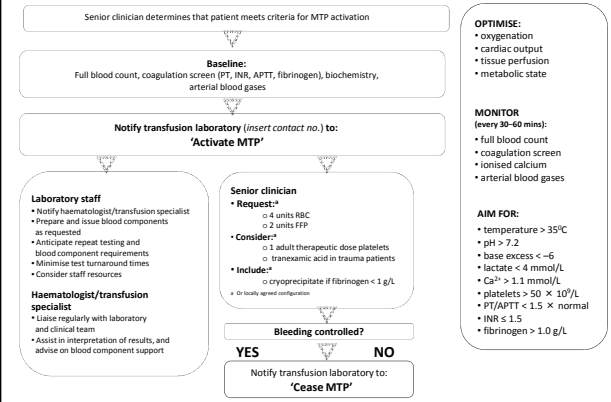 Senior clinician determines that patient meets criteria for MTP activation
Baseline:
Full blood count, coagulation screen (PT, INR, APTT, fibrinogen), biochemistry,
arterial blood gases
Notify transfusion laboratory (insert contact no.) to:
‘Activate MTP’
Laboratory staff
• Notify haematologist/transfusion specialist
• Prepare and issue blood components
as requested
• Anticipate repeat testing and
blood component requirements
• Minimise test turnaround times
• Consider staff resources
Haematologist/transfusion
specialist
• Liaise regularly with laboratory
and clinical team
• Assist in interpretation of results, and
advise on blood component support
Senior clinician
• Request:a
o 4 units RBC
o 2 units FFP
• Consider:a
o 1 adult therapeutic dose platelets
o tranexamic acid in trauma patients
• Include:a
o cryoprecipitate if fibrinogen < 1 g/L
a Or locally agreed configuration
Bleeding controlled?
YES NO
Notify transfusion laboratory to:
‘Cease MTP’
OPTIMISE:
• oxygenation
• cardiac output
• tissue perfusion
• metabolic state
MONITOR
(every 30–60 mins):
• full blood count
• coagulation screen
• ionised calcium
• arterial blood gases
AIM FOR:
• temperature > 35⁰C
• pH > 7.2
• base excess < –6
• lactate < 4 mmol/L
• Ca²⁺ > 1.1 mmol/L
• platelets > 50 × 10⁹/L
• PT/APTT < 1.5 × normal
• INR ≤ 1.5
• fibrinogen > 1.0 g/L